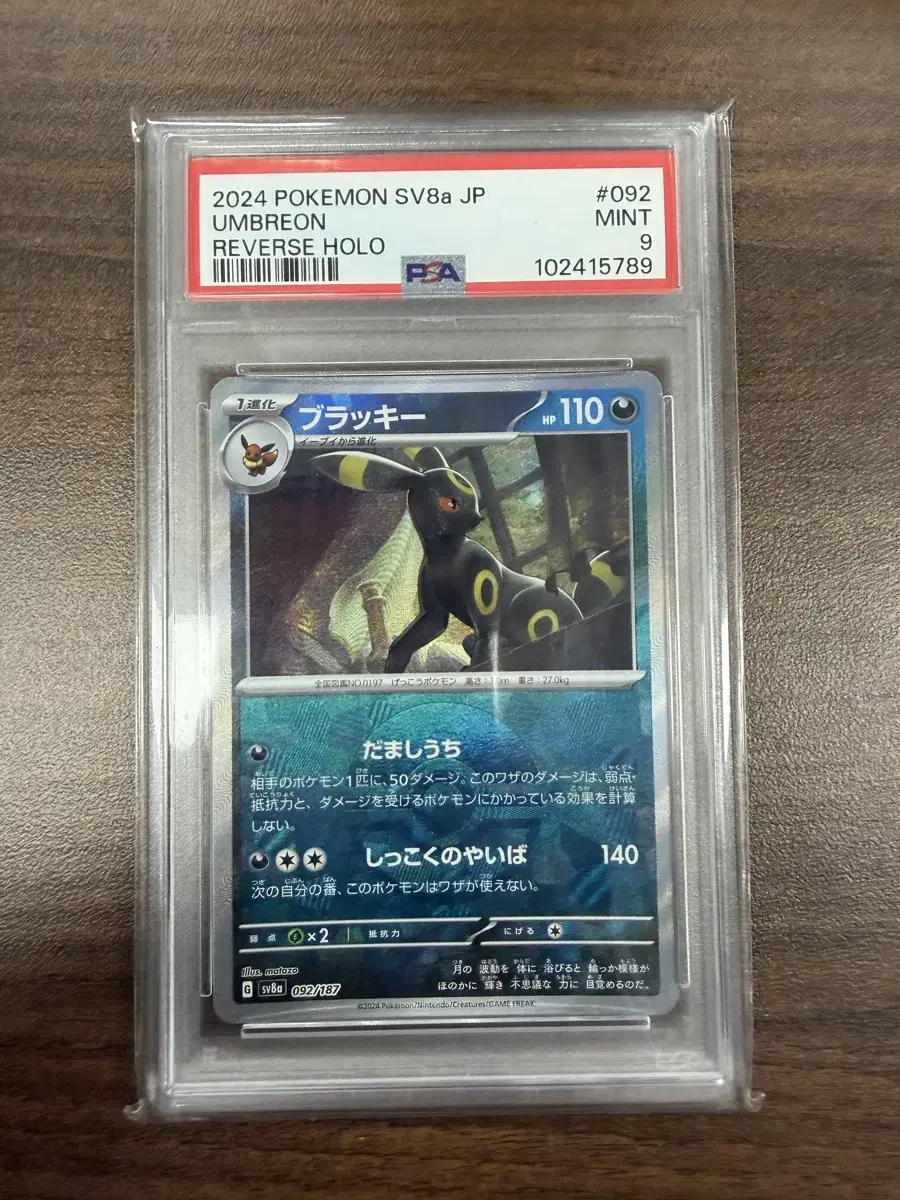 2024 POKEMON SV8a JP #092
UMBREON MINT
REVERSE HOLO 9
PSA 102415789
1進化 ブラッキー HP 110
イーブイから進化
全国図鑑NO.0197 げっこうポケモン 高さ:1.0m 重さ:27.0kg
だましうち
相手のポケモン1匹に、50ダメージ。このワザのダメージは、弱点・
抵抗力と、ダメージを受けるポケモンにかかっている効果を計算
しない。
しっこくのやいば 140
次の自分の番、このポケモンはワザが使えない。
弱点 ×2 抵抗力 にげる
Illus. matazo
月の波動を体に浴びると輪っか模様が
G sv8a 092/187
ほのかに輝き不思議な力に目覚めるのだ。
©2024 Pokémon/Nintendo/Creatures/GAME FREAK.